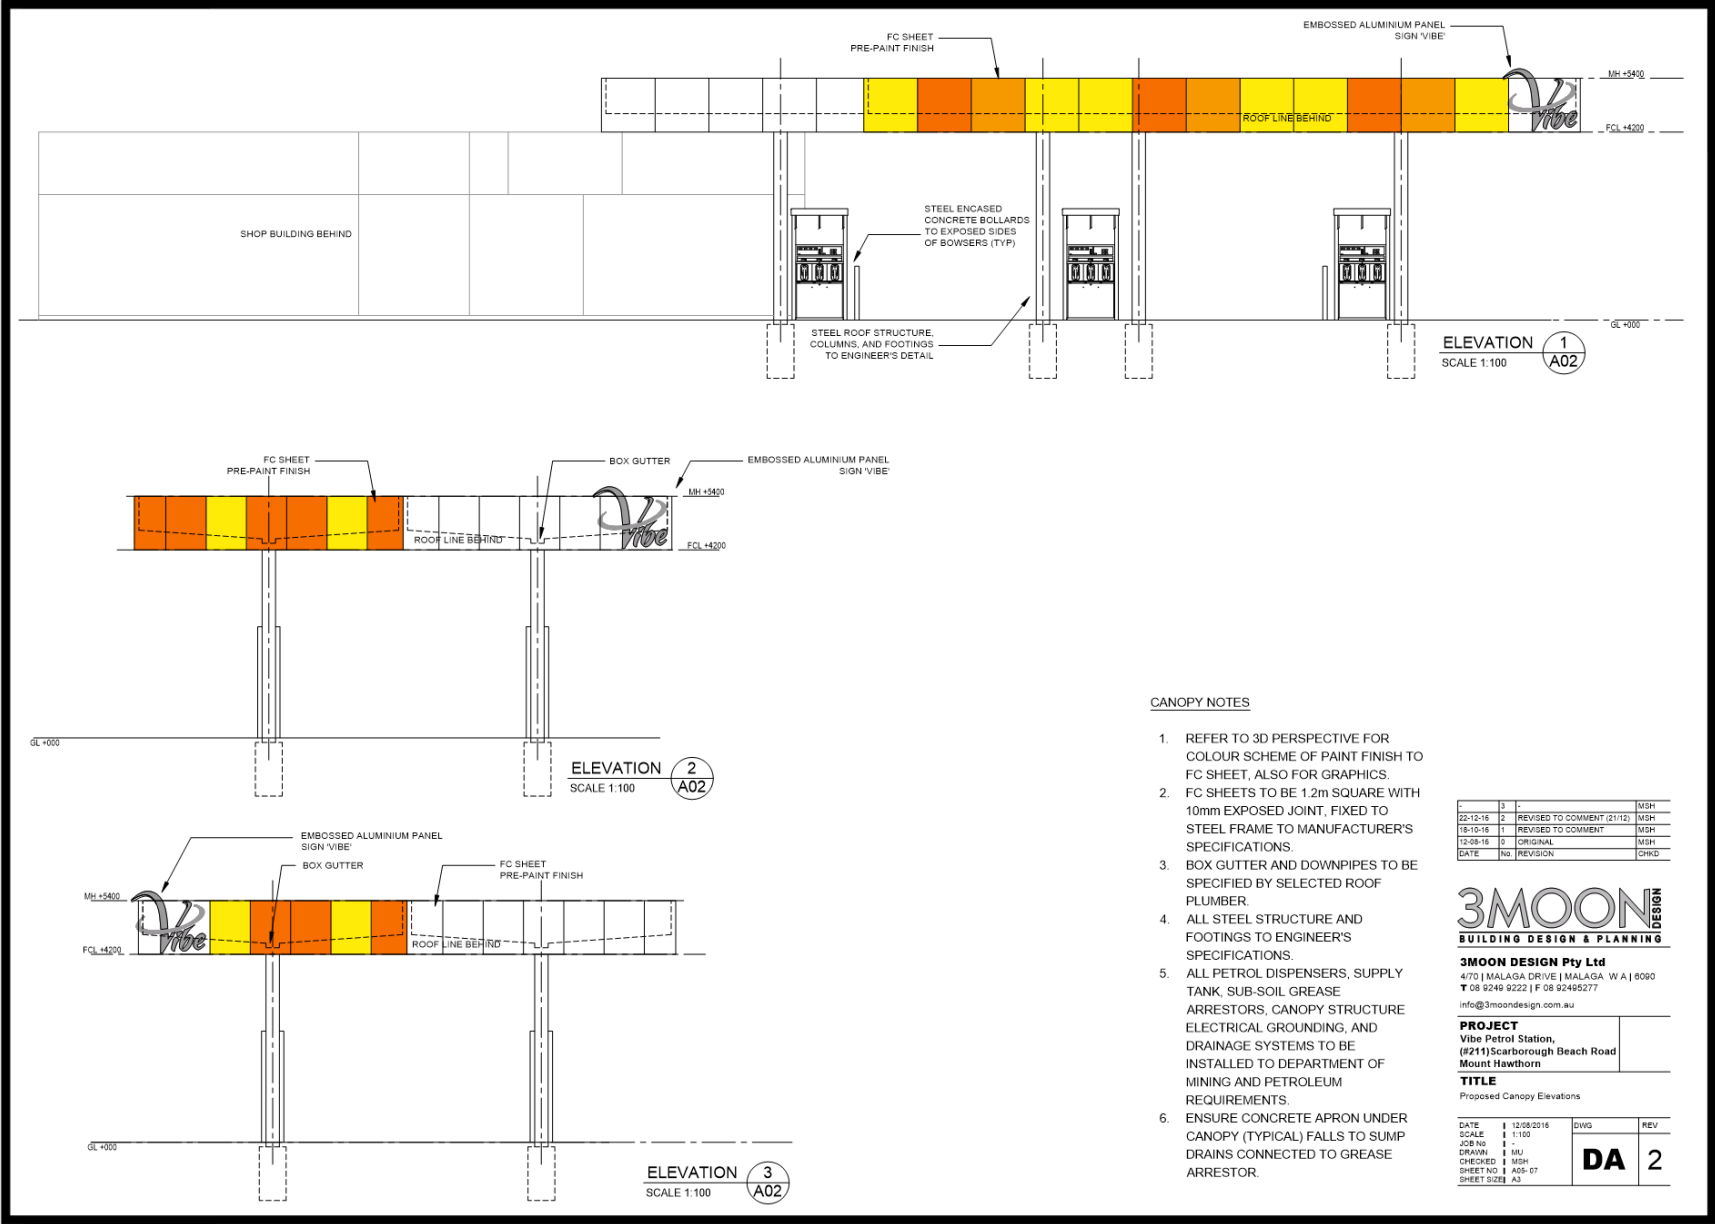 FC SHEET
PRE-PAINT FINISH
EMBOSSED ALUMINIUM PANEL
SIGN 'VIBE'
MH +5400
Vibe
ROOF LINE BEHIND
FCL +4200
SHOP BUILDING BEHIND
STEEL ENCASED
CONCRETE BOLLARDS
TO EXPOSED SIDES
OF BOWSERS (TYP)
STEEL ROOF STRUCTURE,
COLUMNS, AND FOOTINGS
TO ENGINEER'S DETAIL
GL +000
ELEVATION 1
SCALE 1:100 A02
FC SHEET
PRE-PAINT FINISH
BOX GUTTER
EMBOSSED ALUMINIUM PANEL
SIGN 'VIBE'
MH +5400
Vibe
ROOF LINE BEHIND
FCL +4200
GL +000
ELEVATION 2
SCALE 1:100 A02
EMBOSSED ALUMINIUM PANEL
SIGN 'VIBE'
BOX GUTTER
FC SHEET
PRE-PAINT FINISH
MH +5400
Vibe
ROOF LINE BEHIND
FCL +4200
GL +000
ELEVATION 3
SCALE 1:100 A02
CANOPY NOTES
1. REFER TO 3D PERSPECTIVE FOR
COLOUR SCHEME OF PAINT FINISH TO
FC SHEET, ALSO FOR GRAPHICS.
2. FC SHEETS TO BE 1.2m SQUARE WITH
10mm EXPOSED JOINT, FIXED TO
STEEL FRAME TO MANUFACTURER'S
SPECIFICATIONS.
3. BOX GUTTER AND DOWNPIPES TO BE
SPECIFIED BY SELECTED ROOF
PLUMBER.
4. ALL STEEL STRUCTURE AND
FOOTINGS TO ENGINEER'S
SPECIFICATIONS.
5. ALL PETROL DISPENSERS, SUPPLY
TANK, SUB-SOIL GREASE
ARRESTORS, CANOPY STRUCTURE
ELECTRICAL GROUNDING, AND
DRAINAGE SYSTEMS TO BE
INSTALLED TO DEPARTMENT OF
MINING AND PETROLEUM
REQUIREMENTS.
6. ENSURE CONCRETE APRON UNDER
CANOPY (TYPICAL) FALLS TO SUMP
DRAINS CONNECTED TO GREASE
ARRESTOR.
- 3 - MSH
22-12-16 2 REVISED TO COMMENT (21/12) MSH
18-10-16 1 REVISED TO COMMENT MSH
12-08-16 0 ORIGINAL MSH
DATE No. REVISION CHKD
3MOON DESIGN
BUILDING DESIGN & PLANNING
3MOON DESIGN Pty Ltd
4/70 | MALAGA DRIVE | MALAGA W A | 6090
T 08 9249 9222 | F 08 92495277
info@3moondesign.com.au
PROJECT
Vibe Petrol Station,
(#211)Scarborough Beach Road
Mount Hawthorn
TITLE
Proposed Canopy Elevations
DATE 12/08/2016
SCALE 1:100
JOB No -
DRAWN MU
CHECKED MSH
SHEET NO A05- 07
SHEET SIZE A3
DWG
DA
REV
2